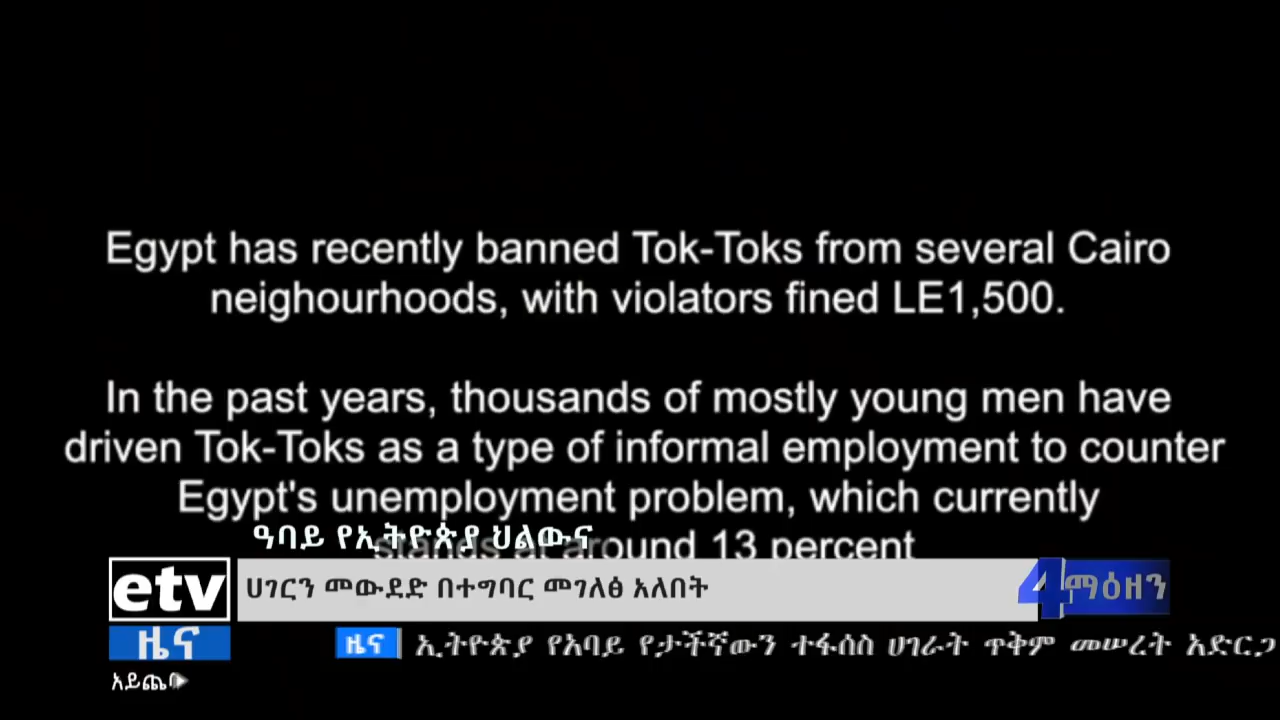 Egypt has recently banned Tok-Toks from several Cairo
neighourhoods, with violators fined LE1,500.
In the past years, thousands of mostly young men have
driven Tok-Toks as a type of informal employment to counter
Egypt's unemployment problem, which currently
stands at around 13 percent
ዓባይ የኢትዮጵያ ህልውና
etv
ሀገርን መውደድ በተግባር መገለፅ አለበት
4 ማዕዘን
ዜና
ዜና ኢትዮጵያ የአባይ የታችኛውን ተፋሰስ ሀገራት ጥቅም መሠረት አድርጋ